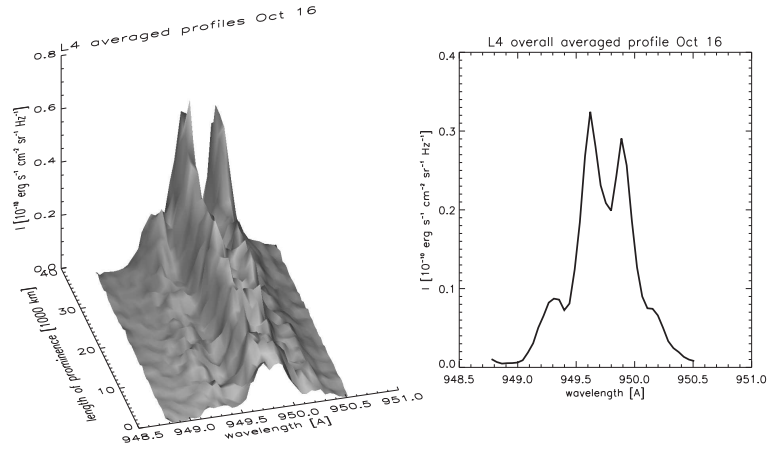 L4 averaged profiles Oct 16
0.8
0.6
0.4
0.2
0.0
I [10⁻¹⁰ erg s⁻¹ cm⁻² sr⁻¹ Hz⁻¹]
40
30
20
10
0
length of prominence [1000 km]
948.5 949.0 949.5 950.0 950.5 951.0
wavelength [A]
L4 overall averaged profile Oct 16
0.4
0.3
0.2
0.1
0.0
I [10⁻¹⁰ erg s⁻¹ cm⁻² sr⁻¹ Hz⁻¹]
948.5 949.0 949.5 950.0 950.5 951.0
wavelength [A]